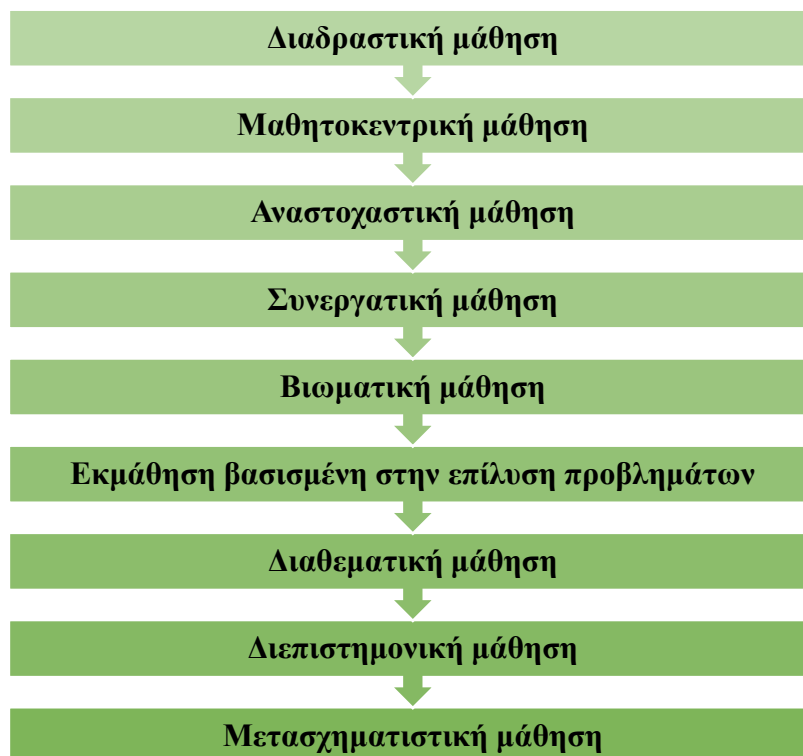 Διαδραστική μάθηση
Μαθητοκεντρική μάθηση
Αναστοχαστική μάθηση
Συνεργατική μάθηση
Βιωματική μάθηση
Εκμάθηση βασισμένη στην επίλυση προβλημάτων
Διαθεματική μάθηση
Διεπιστημονική μάθηση
Μετασχηματιστική μάθηση